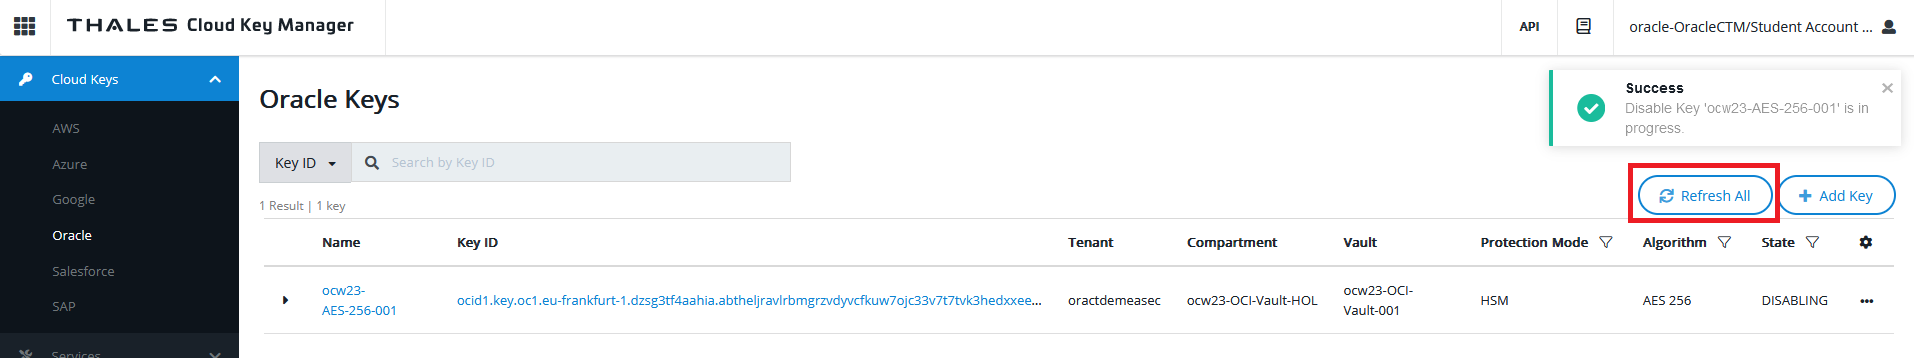 THALES Cloud Key Manager
API
oracle-OracleCTM/Student Account ...
Cloud Keys
AWS
Azure
Google
Oracle
Salesforce
SAP
Services
Oracle Keys
Success
Disable Key 'ocw23-AES-256-001' is in
progress.
Key ID
Search by Key ID
1 Result | 1 key
Refresh All
Add Key
Name Key ID Tenant Compartment Vault Protection Mode Algorithm State
ocw23-
AES-256-001
ocid1.key.oc1.eu-frankfurt-1.dzsg3tf4aahia.abtheljravlrbmgrzvdyvcfkuw7ojc33v7t7tvk3hedxxee...
oractdemeasec
ocw23-OCI-Vault-HOL
ocw23-OCI-
Vault-001
HSM
AES 256
DISABLING